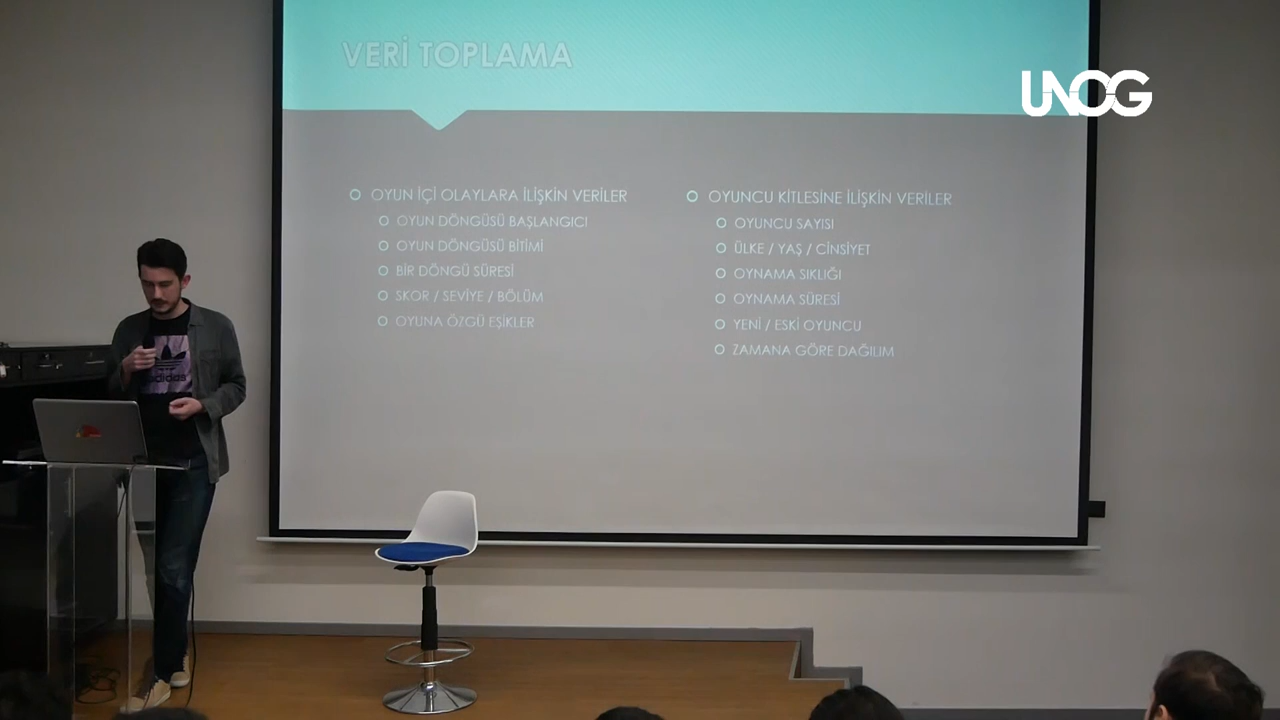 VERİ TOPLAMA
UNOG
OYUN İÇİ OLAYLARA İLİŞKİN VERİLER
OYUN DÖNGÜSÜ BAŞLANGICI
OYUN DÖNGÜSÜ BİTİMİ
BİR DÖNGÜ SÜRESİ
SKOR / SEVİYE / BÖLÜM
OYUNA ÖZGÜ EŞİKLER
OYUNCU KİTLESİNE İLİŞKİN VERİLER
OYUNCU SAYISI
ÜLKE / YAŞ / CİNSİYET
OYNAMA SIKLIĞI
OYNAMA SÜRESİ
YENİ / ESKİ OYUNCU
ZAMANA GÖRE DAĞILIM
adidas